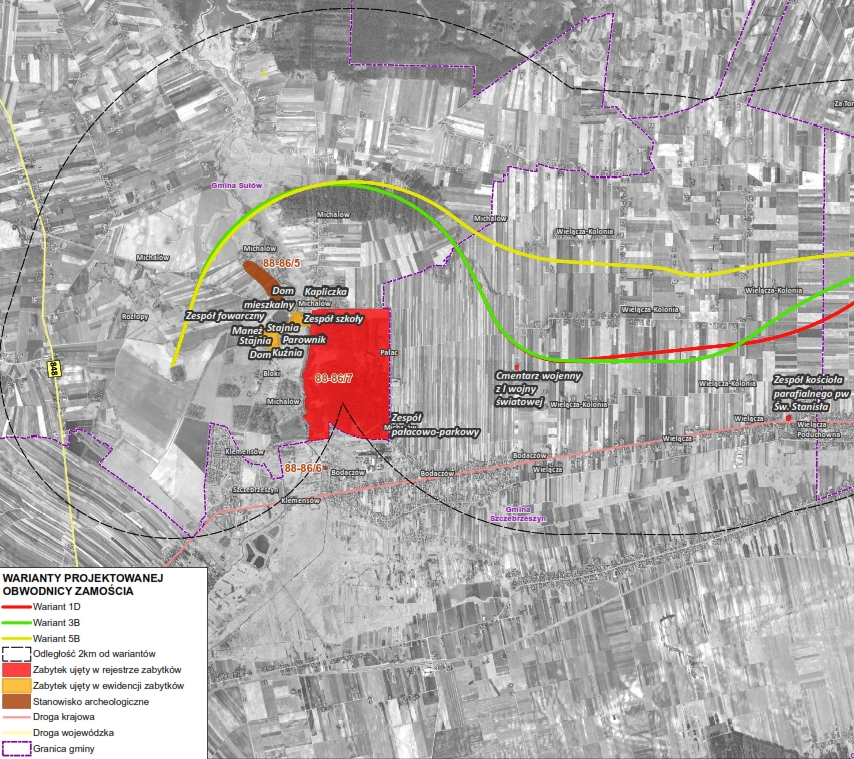 Za Tor
Gmina Sułów
Michalów
Michalów
Wielącza-Kolonia
Michalów
Michalów
88-86/5
Dom
mieszkalny
Kapliczka
Michalów
Wielącza-Kolonia
Wielącza-Kolonia
Rozłopy
Zespół fowarczny
Zespół szkoły
Maneż
Stajnia
Stajnia
Parownik
Dom
Kuźnia
Pałac
848
Bloki
88-86/7
Cmentarz wojenny
z I wojny
światowej
Wielącza-Kolonia
Wielącza-Kolonia
Zespół kościoła
parafialnego pw
Św. Stanisła
Michalów
Zespół
pałacowo-parkowy
Wielącza
Wielącza
Poduchowna
Wielącza
Klemensów
88-86/6
Bodaczów
Bodaczów
Bodaczów
Wielącza
Szczebrzeszyn
Klemensów
Gmina
Szczebrzeszyn
WARIANTY PROJEKTOWANEJ
OBWODNICY ZAMOŚCIA
Wariant 1D
Wariant 3B
Wariant 5B
Odległość 2km od wariantów
Zabytek ujęty w rejestrze zabytków
Zabytek ujęty w ewidencji zabytków
Stanowisko archeologiczne
Droga krajowa
Droga wojewódzka
Granica gminy